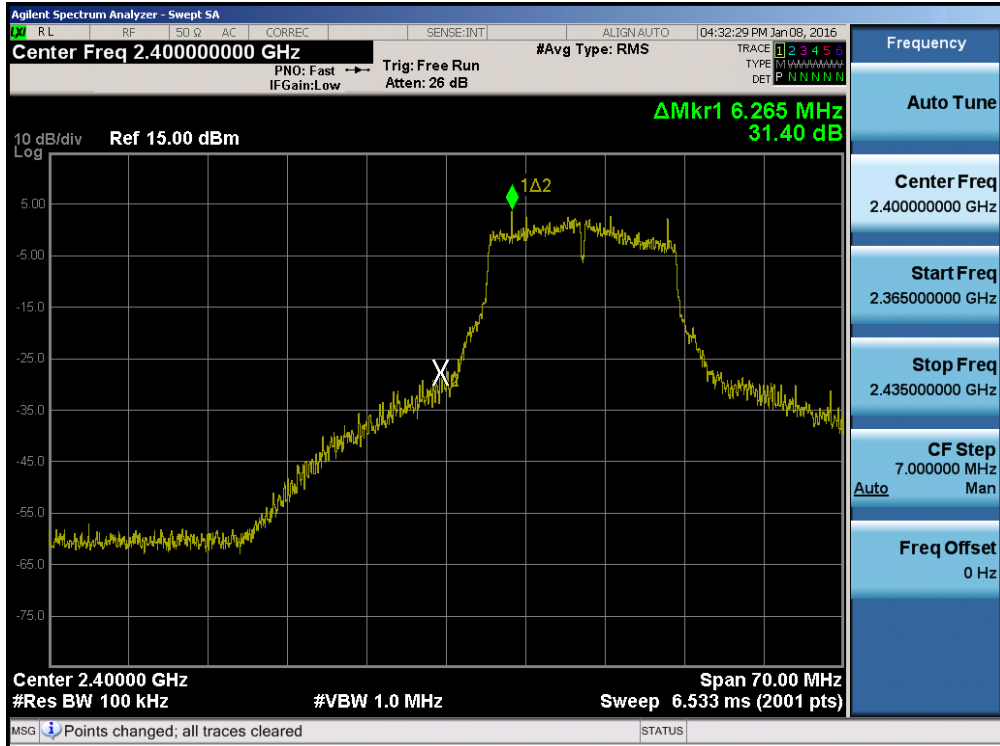 Agilent Spectrum Analyzer - Swept SA
LXI RL RF 50 Ω AC CORREC SENSE:INT ALIGN AUTO 04:32:29 PM Jan 08, 2016
Center Freq 2.400000000 GHz
PNO: Fast
IFGain:Low
Trig: Free Run
Atten: 26 dB
#Avg Type: RMS
TRACE 1 2 3 4 5 6
TYPE M W W W W W
DET P N N N N N
ΔMkr1 6.265 MHz
31.40 dB
10 dB/div Ref 15.00 dBm
Log
1Δ2
5.00
-5.00
-15.0
-25.0
X
-35.0
-45.0
-55.0
-65.0
-75.0
Center 2.40000 GHz Span 70.00 MHz
#Res BW 100 kHz #VBW 1.0 MHz Sweep 6.533 ms (2001 pts)
MSG Points changed; all traces cleared STATUS
Frequency
Auto Tune
Center Freq
2.400000000 GHz
Start Freq
2.365000000 GHz
Stop Freq
2.435000000 GHz
CF Step
7.000000 MHz
Auto Man
Freq Offset
0 Hz